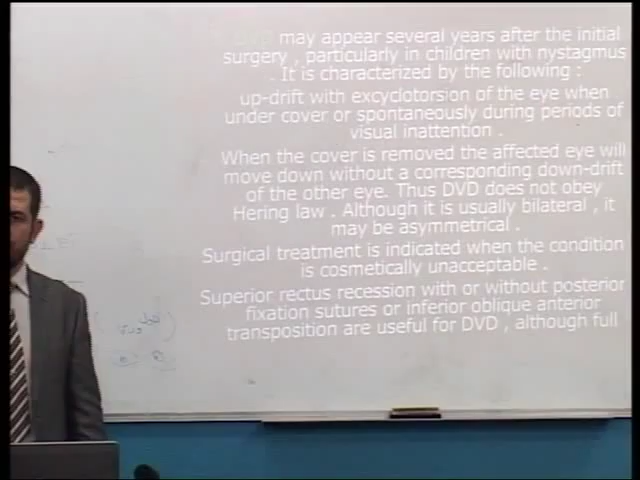 DVD may appear several years after the initial
surgery , particularly in children with nystagmus
. It is characterized by the following :
up-drift with excyclotorsion of the eye when
under cover or spontaneously during periods of
visual inattention .
When the cover is removed the affected eye will
move down without a corresponding down-drift
of the other eye. Thus DVD does not obey
Hering law . Although it is usually bilateral , it
may be asymmetrical .
Surgical treatment is indicated when the condition
is cosmetically unacceptable .
Superior rectus recession with or without posterior
fixation sutures or inferior oblique anterior
transposition are useful for DVD , although full